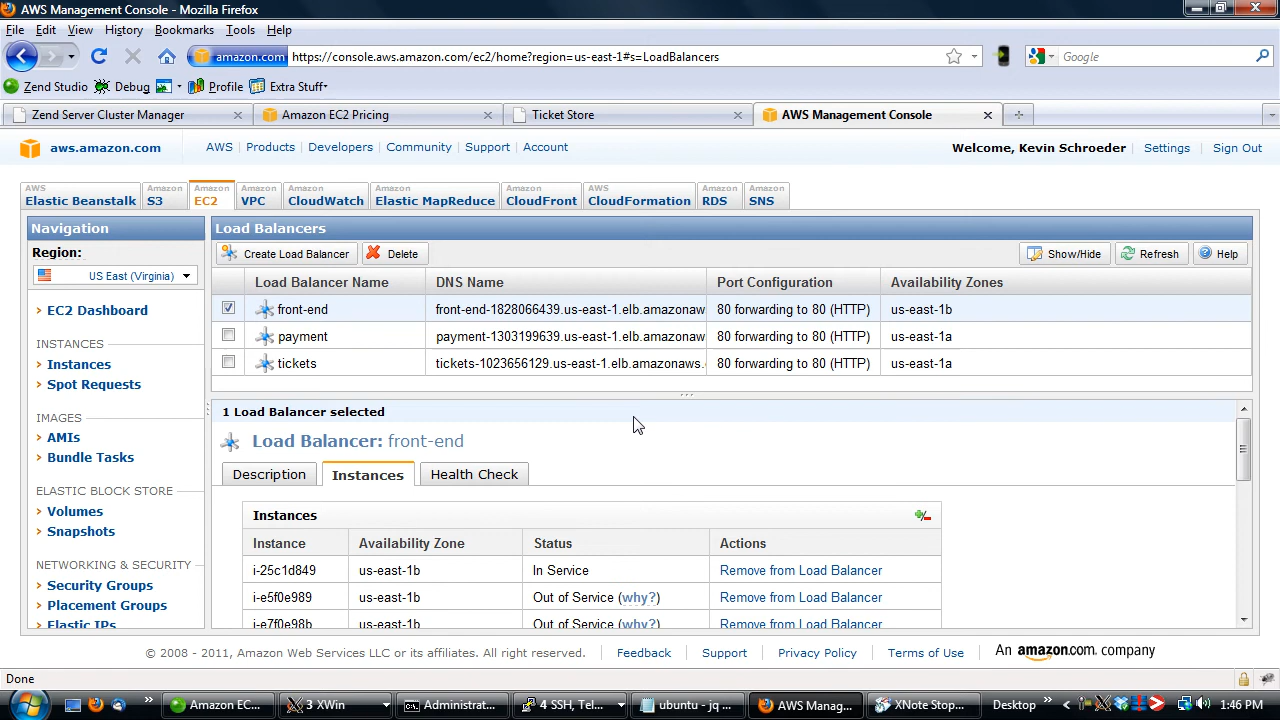 AWS Management Console - Mozilla Firefox
File Edit View History Bookmarks Tools Help
amazon.com https://console.aws.amazon.com/ec2/home?region=us-east-1#s=LoadBalancers Google
Zend Studio Debug Profile Extra Stuff
Zend Server Cluster Manager Amazon EC2 Pricing Ticket Store AWS Management Console
aws.amazon.com AWS Products Developers Community Support Account Welcome, Kevin Schroeder Settings Sign Out
AWS Elastic Beanstalk
Amazon S3
Amazon EC2
Amazon VPC
Amazon CloudWatch
Amazon Elastic MapReduce
Amazon CloudFront
AWS CloudFormation
Amazon RDS
Amazon SNS
Navigation
Region:
US East (Virginia)
EC2 Dashboard
INSTANCES
Instances
Spot Requests
IMAGES
AMIs
Bundle Tasks
ELASTIC BLOCK STORE
Volumes
Snapshots
NETWORKING & SECURITY
Security Groups
Placement Groups
Elastic IPs
Load Balancers
Create Load Balancer Delete Show/Hide Refresh Help
Load Balancer Name DNS Name Port Configuration Availability Zones
front-end front-end-1828066439.us-east-1.elb.amazonaw 80 forwarding to 80 (HTTP) us-east-1b
payment payment-1303199639.us-east-1.elb.amazonaw 80 forwarding to 80 (HTTP) us-east-1a
tickets tickets-1023656129.us-east-1.elb.amazonaws. 80 forwarding to 80 (HTTP) us-east-1a
1 Load Balancer selected
Load Balancer: front-end
Description Instances Health Check
Instances
Instance Availability Zone Status Actions
i-25c1d849 us-east-1b In Service Remove from Load Balancer
i-e5f0e989 us-east-1b Out of Service (why?) Remove from Load Balancer
i-e7f0e98b us-east-1b Out of Service (why?) Remove from Load Balancer
© 2008 - 2011, Amazon Web Services LLC or its affiliates. All right reserved. Feedback Support Privacy Policy Terms of Use An amazon.com company
Done
Amazon EC... 3 XWin Administrat... 4 SSH, Tel... ubuntu - jq ... AWS Manag... XNote Stop... Desktop 1:46 PM